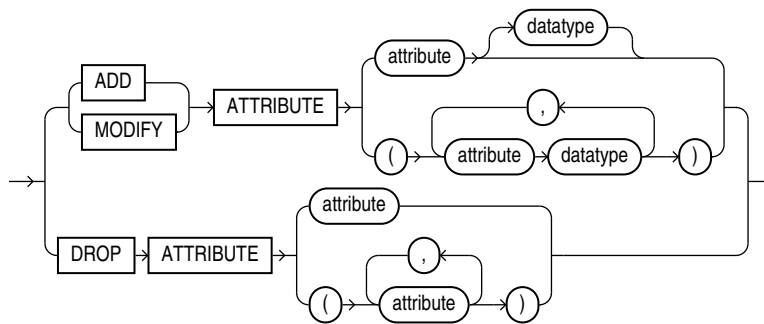 datatype
ADD
attribute
MODIFY
ATTRIBUTE
,
( attribute datatype )
attribute
DROP ATTRIBUTE
,
( attribute )